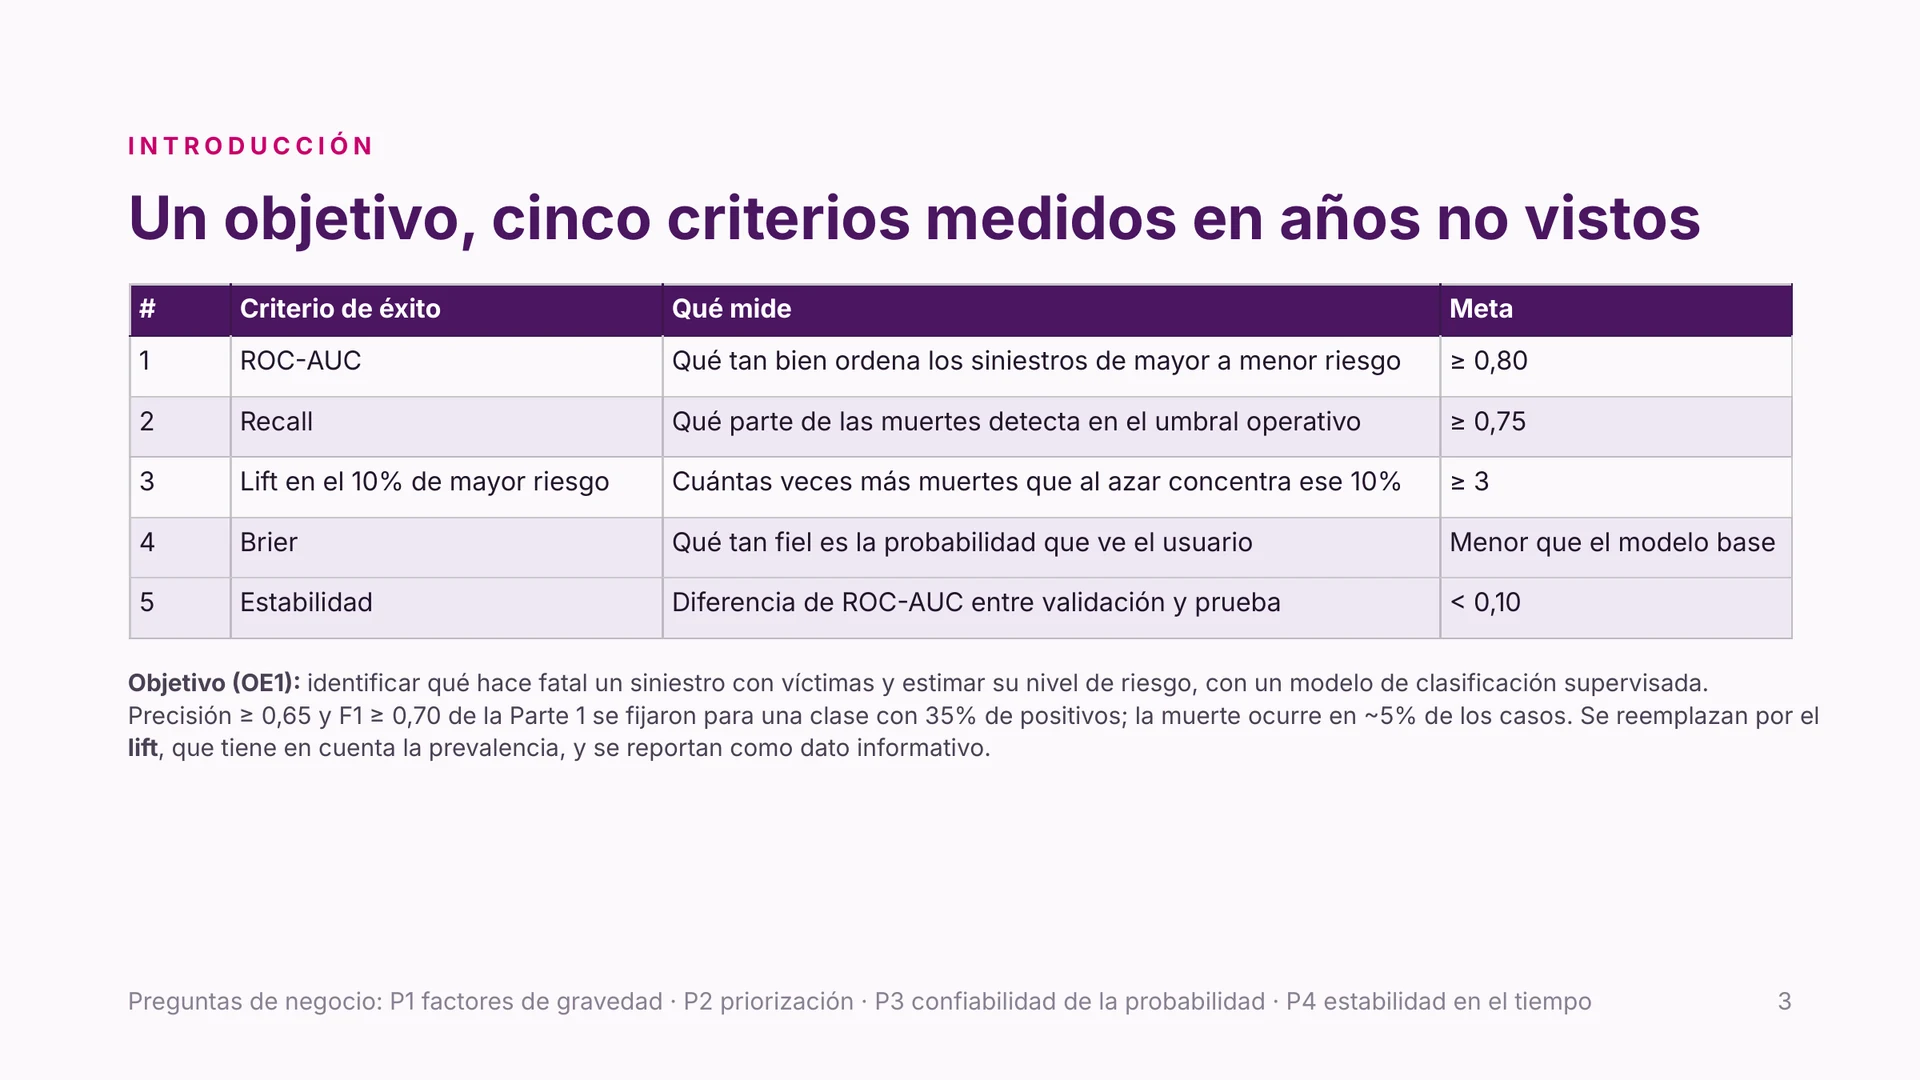 INTRODUCCIÓN
Un objetivo, cinco criterios medidos en años no vistos
# Criterio de éxito Qué mide Meta
1 ROC-AUC Qué tan bien ordena los siniestros de mayor a menor riesgo ≥ 0,80
2 Recall Qué parte de las muertes detecta en el umbral operativo ≥ 0,75
3 Lift en el 10% de mayor riesgo Cuántas veces más muertes que al azar concentra ese 10% ≥ 3
4 Brier Qué tan fiel es la probabilidad que ve el usuario Menor que el modelo base
5 Estabilidad Diferencia de ROC-AUC entre validación y prueba < 0,10
Objetivo (OE1): identificar qué hace fatal un siniestro con víctimas y estimar su nivel de riesgo, con un modelo de clasificación supervisada.
Precisión ≥ 0,65 y F1 ≥ 0,70 de la Parte 1 se fijaron para una clase con 35% de positivos; la muerte ocurre en ~5% de los casos. Se reemplazan por el
lift, que tiene en cuenta la prevalencia, y se reportan como dato informativo.
Preguntas de negocio: P1 factores de gravedad · P2 priorización · P3 confiabilidad de la probabilidad · P4 estabilidad en el tiempo 3